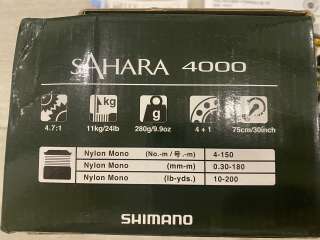 SAHARA 4000
kg
g
4.7:1
11kg/24lb
280g/9.9oz
4 + 1
75cm/30inch
Nylon Mono (No.-m / 号.-m) 4-150
Nylon Mono (mm-m) 0.30-180
Nylon Mono (lb-yds.) 10-200
SHIMANO